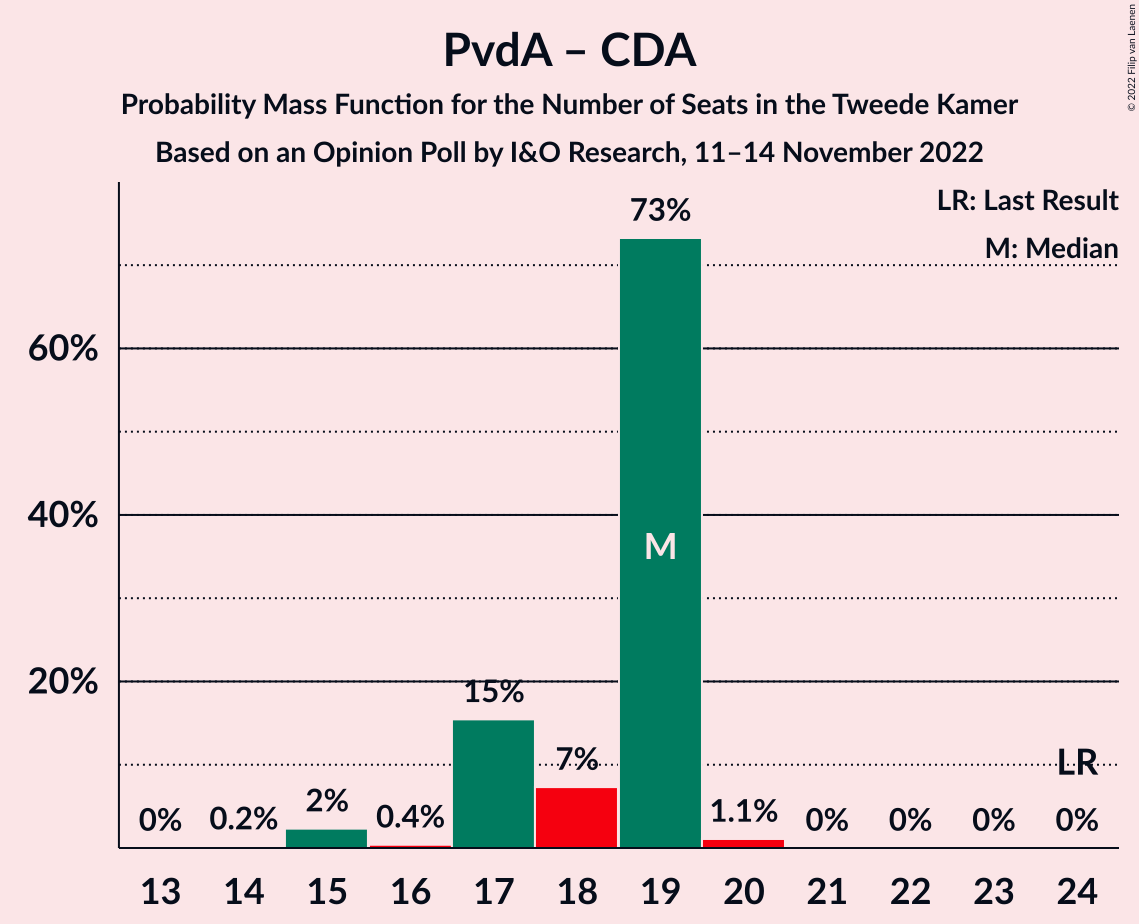 PvdA – CDA
Probability Mass Function for the Number of Seats in the Tweede Kamer
Based on an Opinion Poll by I&O Research, 11–14 November 2022
© 2022 Filip van Laenen
LR: Last Result
M: Median
60%
40%
20%
0%
0.2%
2%
0.4%
15%
7%
73%
M
1.1%
0%
0%
0%
LR
0%
13 14 15 16 17 18 19 20 21 22 23 24